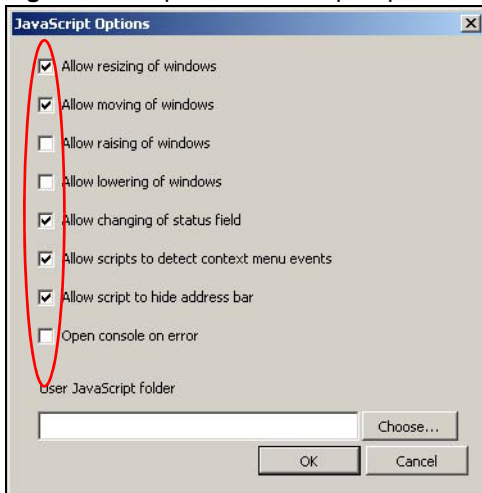 JavaScript Options
Allow resizing of windows
Allow moving of windows
Allow raising of windows
Allow lowering of windows
Allow changing of status field
Allow scripts to detect context menu events
Allow script to hide address bar
Open console on error
User JavaScript folder
Choose...
OK Cancel